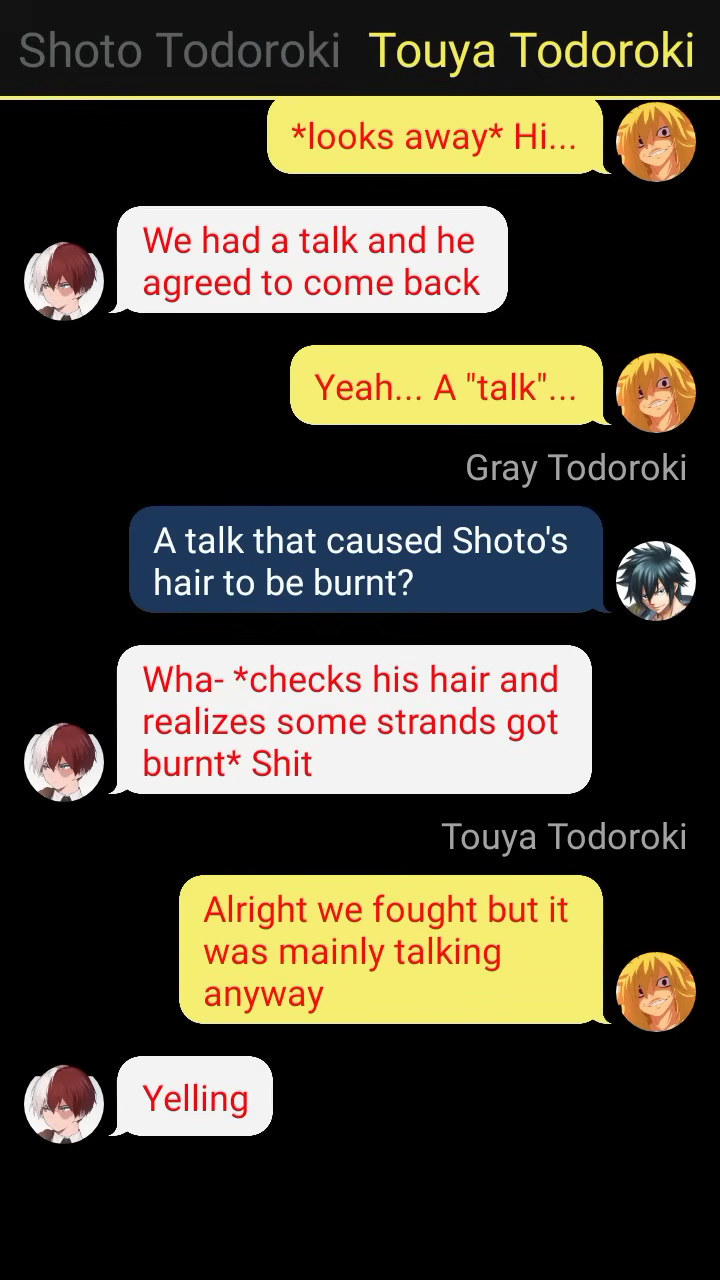 Shoto Todoroki Touya Todoroki
*looks away* Hi...
We had a talk and he
agreed to come back
Yeah... A "talk"...
Gray Todoroki
A talk that caused Shoto's
hair to be burnt?
Wha- *checks his hair and
realizes some strands got
burnt* Shit
Touya Todoroki
Alright we fought but it
was mainly talking
anyway
Yelling